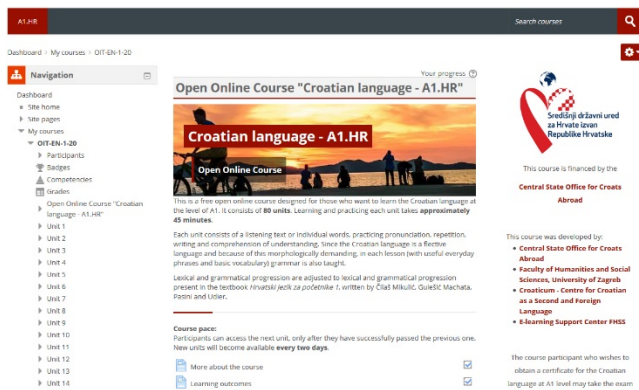 A1.HR
Search courses
Dashboard > My courses > OIT-EN-1-20
Navigation
Dashboard
Site home
Site pages
My courses
OIT-EN-1-20
Participants
Badges
Competencies
Grades
Open Online Course "Croatian
language - A1.HR"
Unit 1
Unit 2
Unit 3
Unit 4
Unit 5
Unit 6
Unit 7
Unit 8
Unit 9
Unit 10
Unit 11
Unit 12
Unit 13
Unit 14
Your progress
Open Online Course "Croatian language - A1.HR"
Croatian language - A1.HR
Open Online Course
This is a free open online course designed for those who want to learn the Croatian language at
the level of A1. It consists of 80 units. Learning and practicing each unit takes approximately
45 minutes.
Each unit consists of a listening text or individual words, practicing pronunciation, repetition,
writing and comprehension of understanding. Since the Croatian language is a flective
language and because of this morphologically demanding, in each lesson (with useful everyday
phrases and basic vocabulary) grammar is also taught.
Lexical and grammatical progression are adjusted to lexical and grammatical progression
present in the textbook Hrvatski jezik za početnike 1, written by Čilaš Mikulić, Gulešić Machata,
Pasini and Udier.
Course pace:
Participants can access the next unit, only after they have successfully passed the previous one.
New units will become available every two days.
More about the course
Learning outcomes
Središnji državni ured
za Hrvate izvan
Republike Hrvatske
This course is financed by the
Central State Office for Croats
Abroad
This course was developed by:
Central State Office for Croats
Abroad
Faculty of Humanities and Social
Sciences, University of Zagreb
Croaticum - Centre for Croatian
as a Second and Foreign
Language
E-learning Support Center FHSS
The course participant who wishes to
obtain a certificate for the Croatian
language at A1 level may take the exam